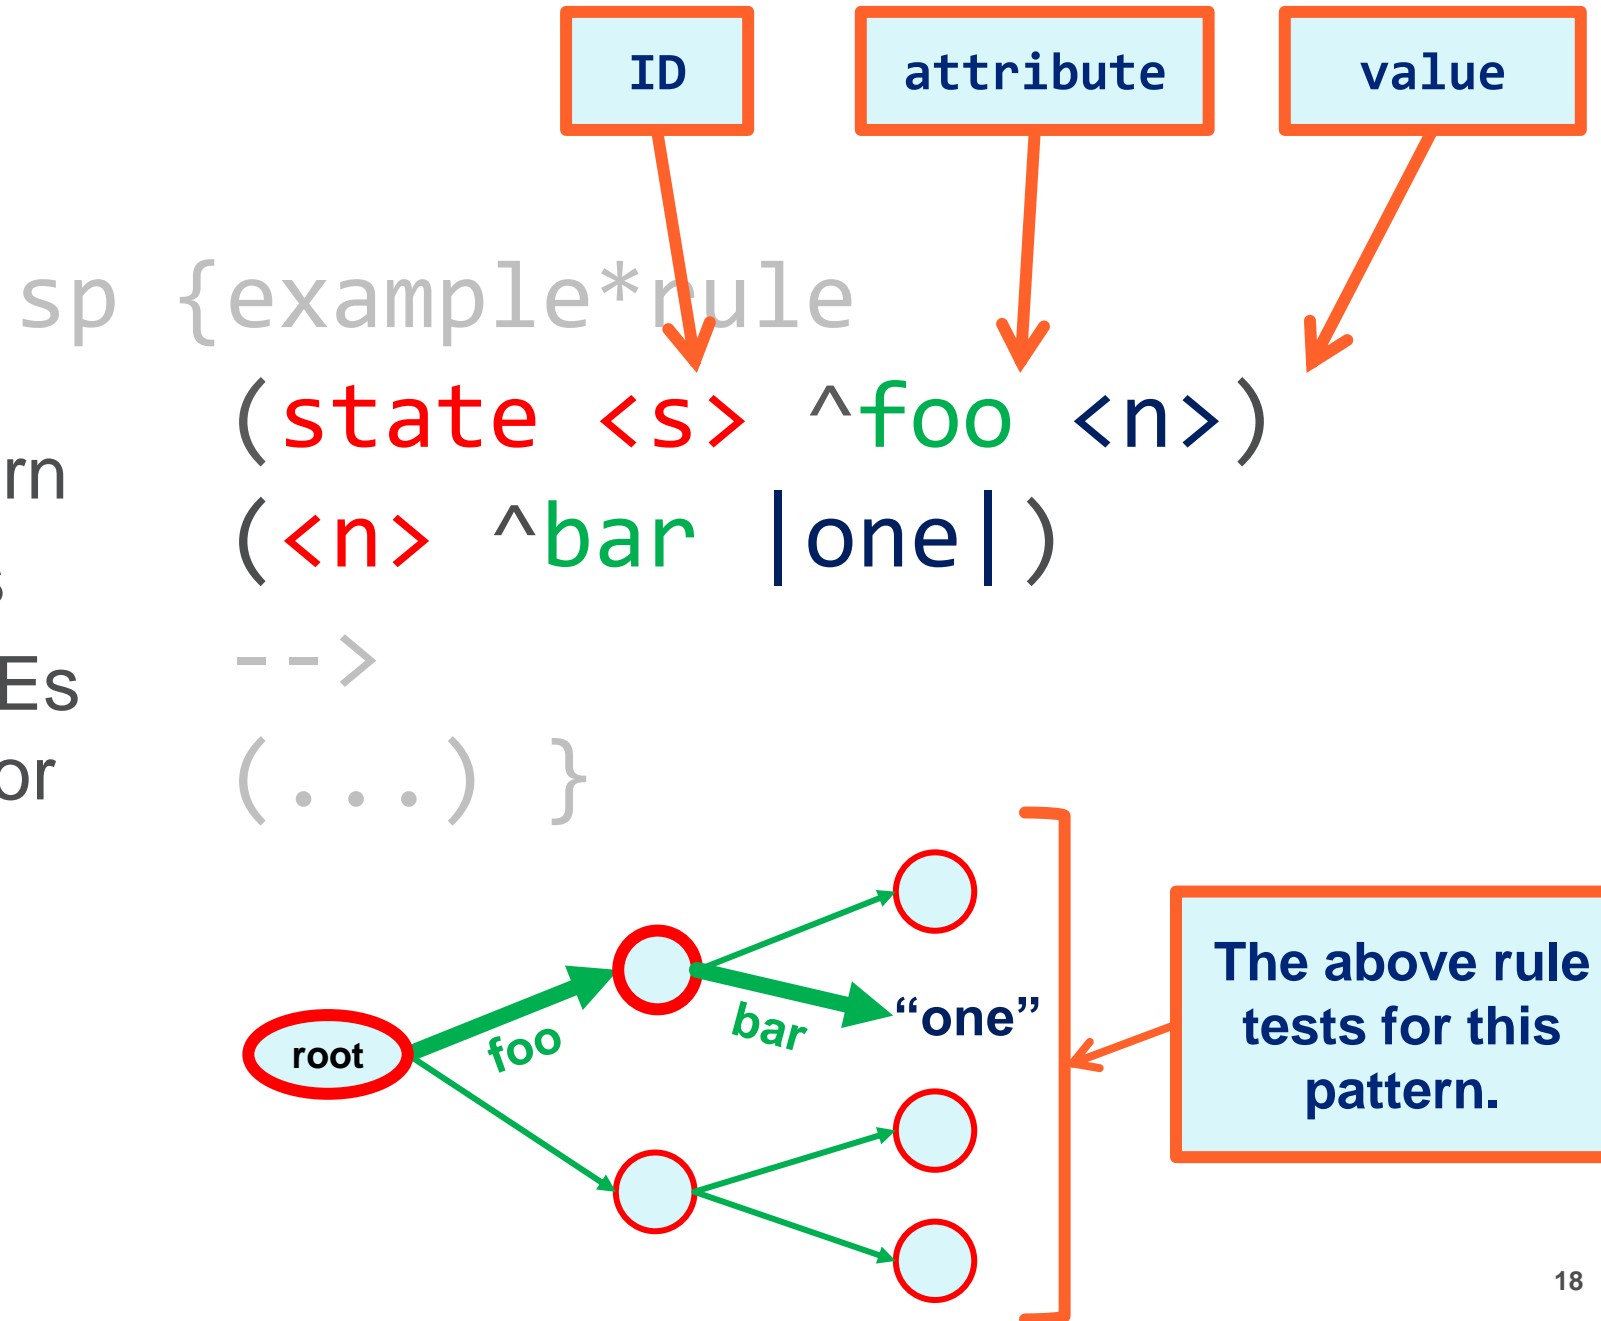 ID
attribute
value
sp {example*rule
(state <s> ^foo <n>)
rn
(<n> ^bar |one|)
s
-->
Es
(...) }
or
root
foo
bar
“one”
The above rule
tests for this
pattern.
18